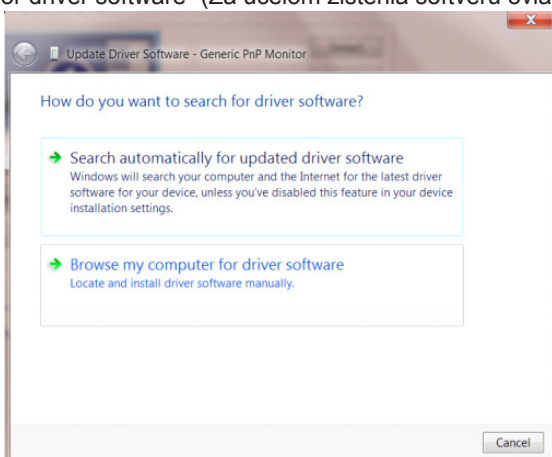 or driver software" (Za účelom zistenia softvéru ovlá
Update Driver Software - Generic PnP Monitor
How do you want to search for driver software?
Search automatically for updated driver software
Windows will search your computer and the Internet for the latest driver
software for your device, unless you've disabled this feature in your device
installation settings.
Browse my computer for driver software
Locate and install driver software manually.
Cancel